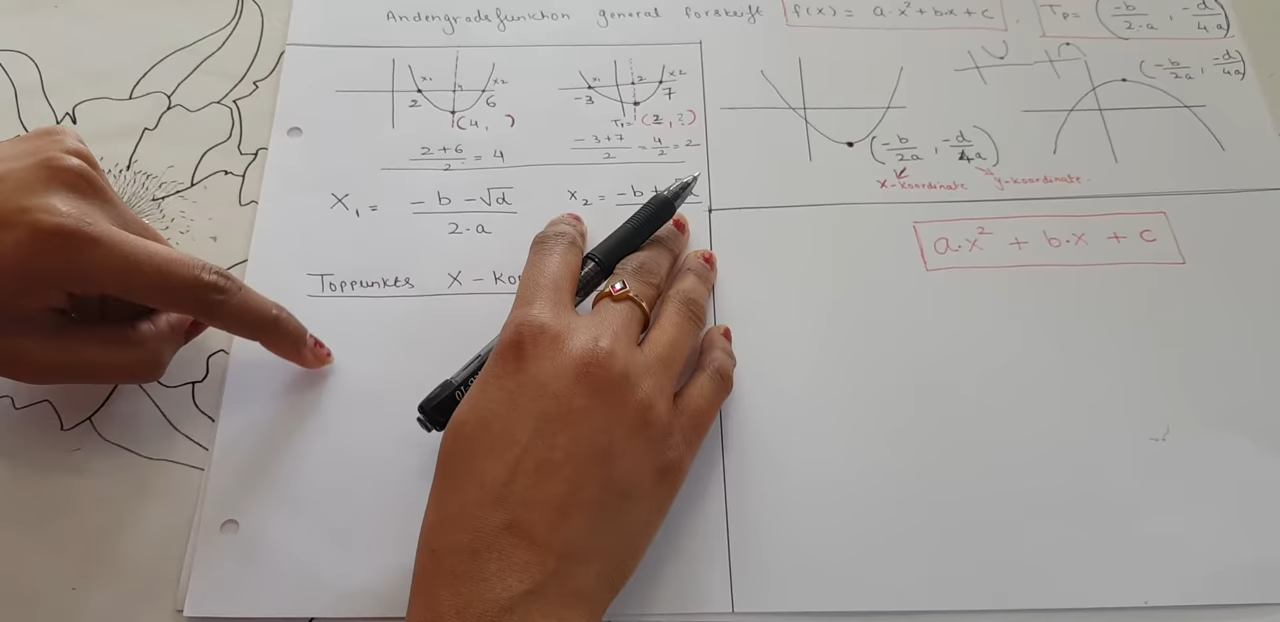 Andengradsfunktion general forskrift f(x) = a·x² + b·x + c , Tp = (-b/2·a , -d/4·a)
x₁ x₂
2 6
(4, )
2+6/2 = 4
x₁ 2 x₂
-3 7
T₁ = (2, ?)
-3+7/2 = 4/2 = 2
X₁ = -b-√d/2·a
x₂ = -b+
Toppunkts X-Ko
(-b/2a , -d/4a)
x-koordinate y-koordinate
(-b/2a , -d/4a)
a·x² + b·x + c